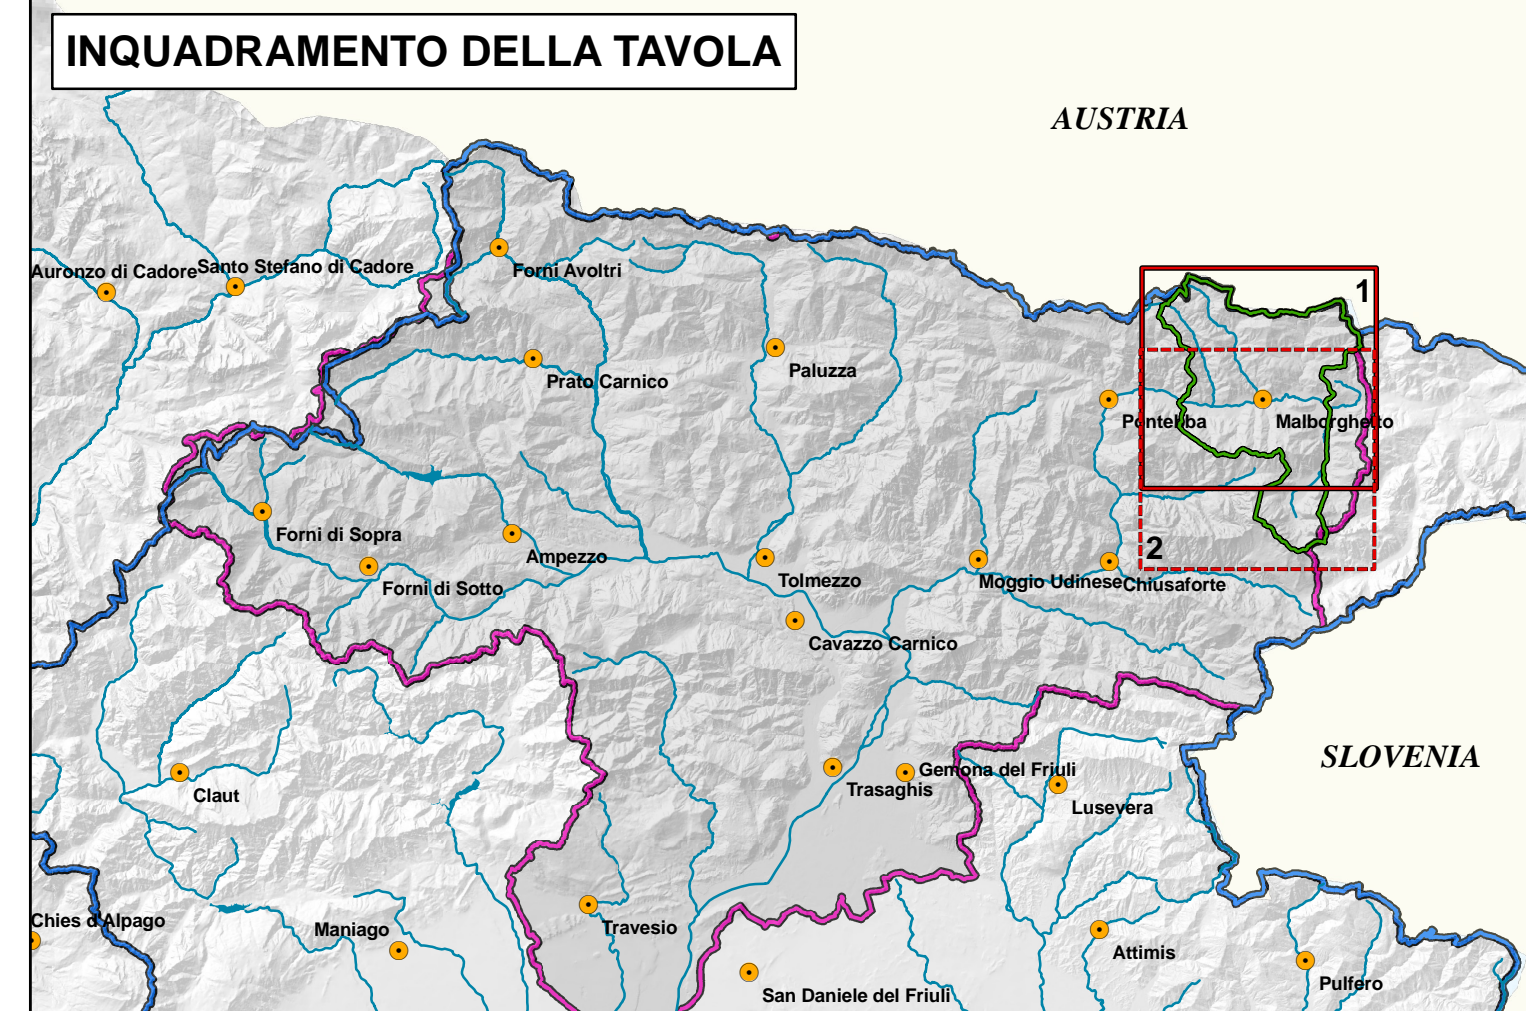 INQUADRAMENTO DELLA TAVOLA
AUSTRIA
Auronzo di Cadore
Santo Stefano di Cadore
Forni Avoltri
1
Paluzza
Prato Carnico
Pontebba
Malborghetto
Forni di Sopra
Ampezzo
2
Forni di Sotto
Tolmezzo
Moggio Udinese
Chiusaforte
Cavazzo Carnico
SLOVENIA
Gemona del Friuli
Claut
Trasaghis
Lusevera
Chies d'Alpago
Maniago
Travesio
Attimis
Pulfero
San Daniele del Friuli